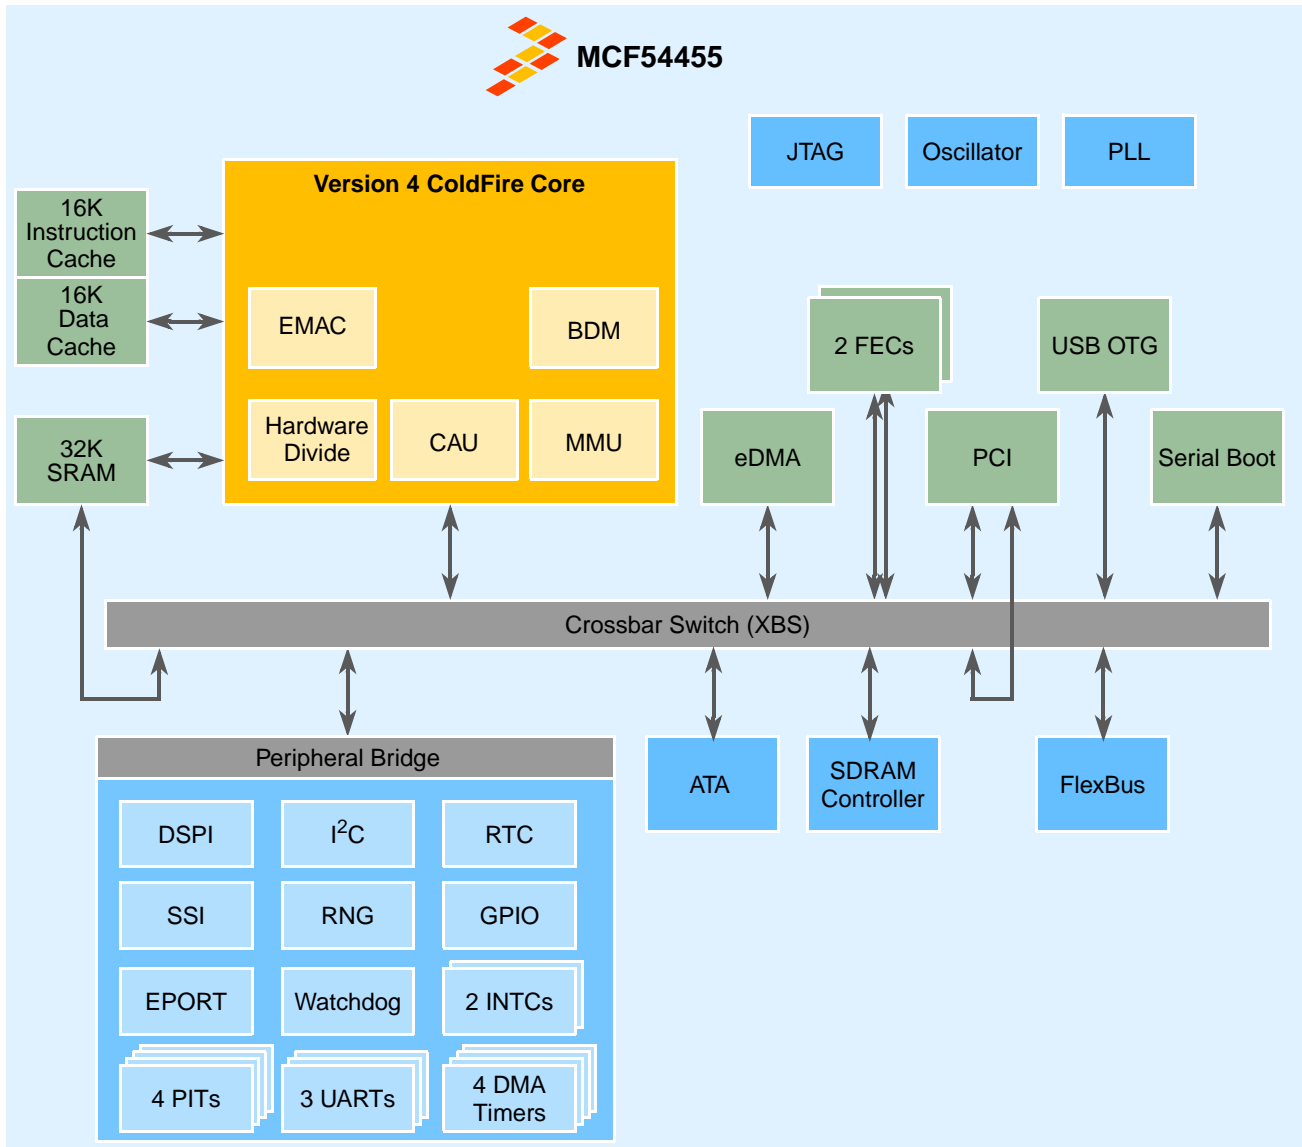 MCF54455
JTAG
Oscillator
PLL
Version 4 ColdFire Core
16K
Instruction
Cache
16K
Data
Cache
32K
SRAM
EMAC
BDM
Hardware
Divide
CAU
MMU
2 FECs
USB OTG
eDMA
PCI
Serial Boot
Crossbar Switch (XBS)
Peripheral Bridge
ATA
SDRAM
Controller
FlexBus
DSPI
I²C
RTC
SSI
RNG
GPIO
EPORT
Watchdog
2 INTCs
4 PITs
3 UARTs
4 DMA
Timers